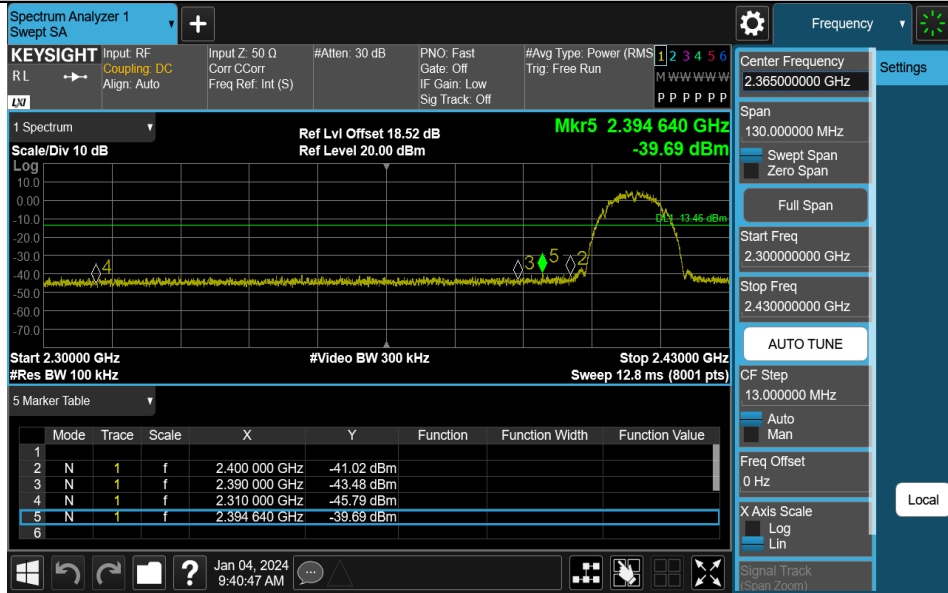 Spectrum Analyzer 1
Swept SA
+
Frequency
KEYSIGHT
RL
LXI
Input: RF
Coupling: DC
Align: Auto
Input Z: 50 Ω
Corr CCorr
Freq Ref: Int (S)
#Atten: 30 dB
PNO: Fast
Gate: Off
IF Gain: Low
Sig Track: Off
#Avg Type: Power (RMS
Trig: Free Run
1 2 3 4 5 6
M W W W W W
P P P P P P
1 Spectrum
Scale/Div 10 dB
Ref Lvl Offset 18.52 dB
Ref Level 20.00 dBm
Mkr5 2.394 640 GHz
-39.69 dBm
Log
10.0
0.00
-10.0
-20.0
-30.0
-40.0
-50.0
-60.0
-70.0
DL1 -13.46 dBm
4
3
5
2
Start 2.30000 GHz
#Video BW 300 kHz
Stop 2.43000 GHz
#Res BW 100 kHz
Sweep 12.8 ms (8001 pts)
5 Marker Table
Mode Trace Scale X Y Function Function Width Function Value
1
2 N 1 f 2.400 000 GHz -41.02 dBm
3 N 1 f 2.390 000 GHz -43.48 dBm
4 N 1 f 2.310 000 GHz -45.79 dBm
5 N 1 f 2.394 640 GHz -39.69 dBm
6
Center Frequency
2.365000000 GHz
Span
130.000000 MHz
Swept Span
Zero Span
Full Span
Start Freq
2.300000000 GHz
Stop Freq
2.430000000 GHz
AUTO TUNE
CF Step
13.000000 MHz
Auto
Man
Freq Offset
0 Hz
X Axis Scale
Log
Lin
Signal Track
(Span Zoom)
Settings
Local
?
Jan 04, 2024
9:40:47 AM